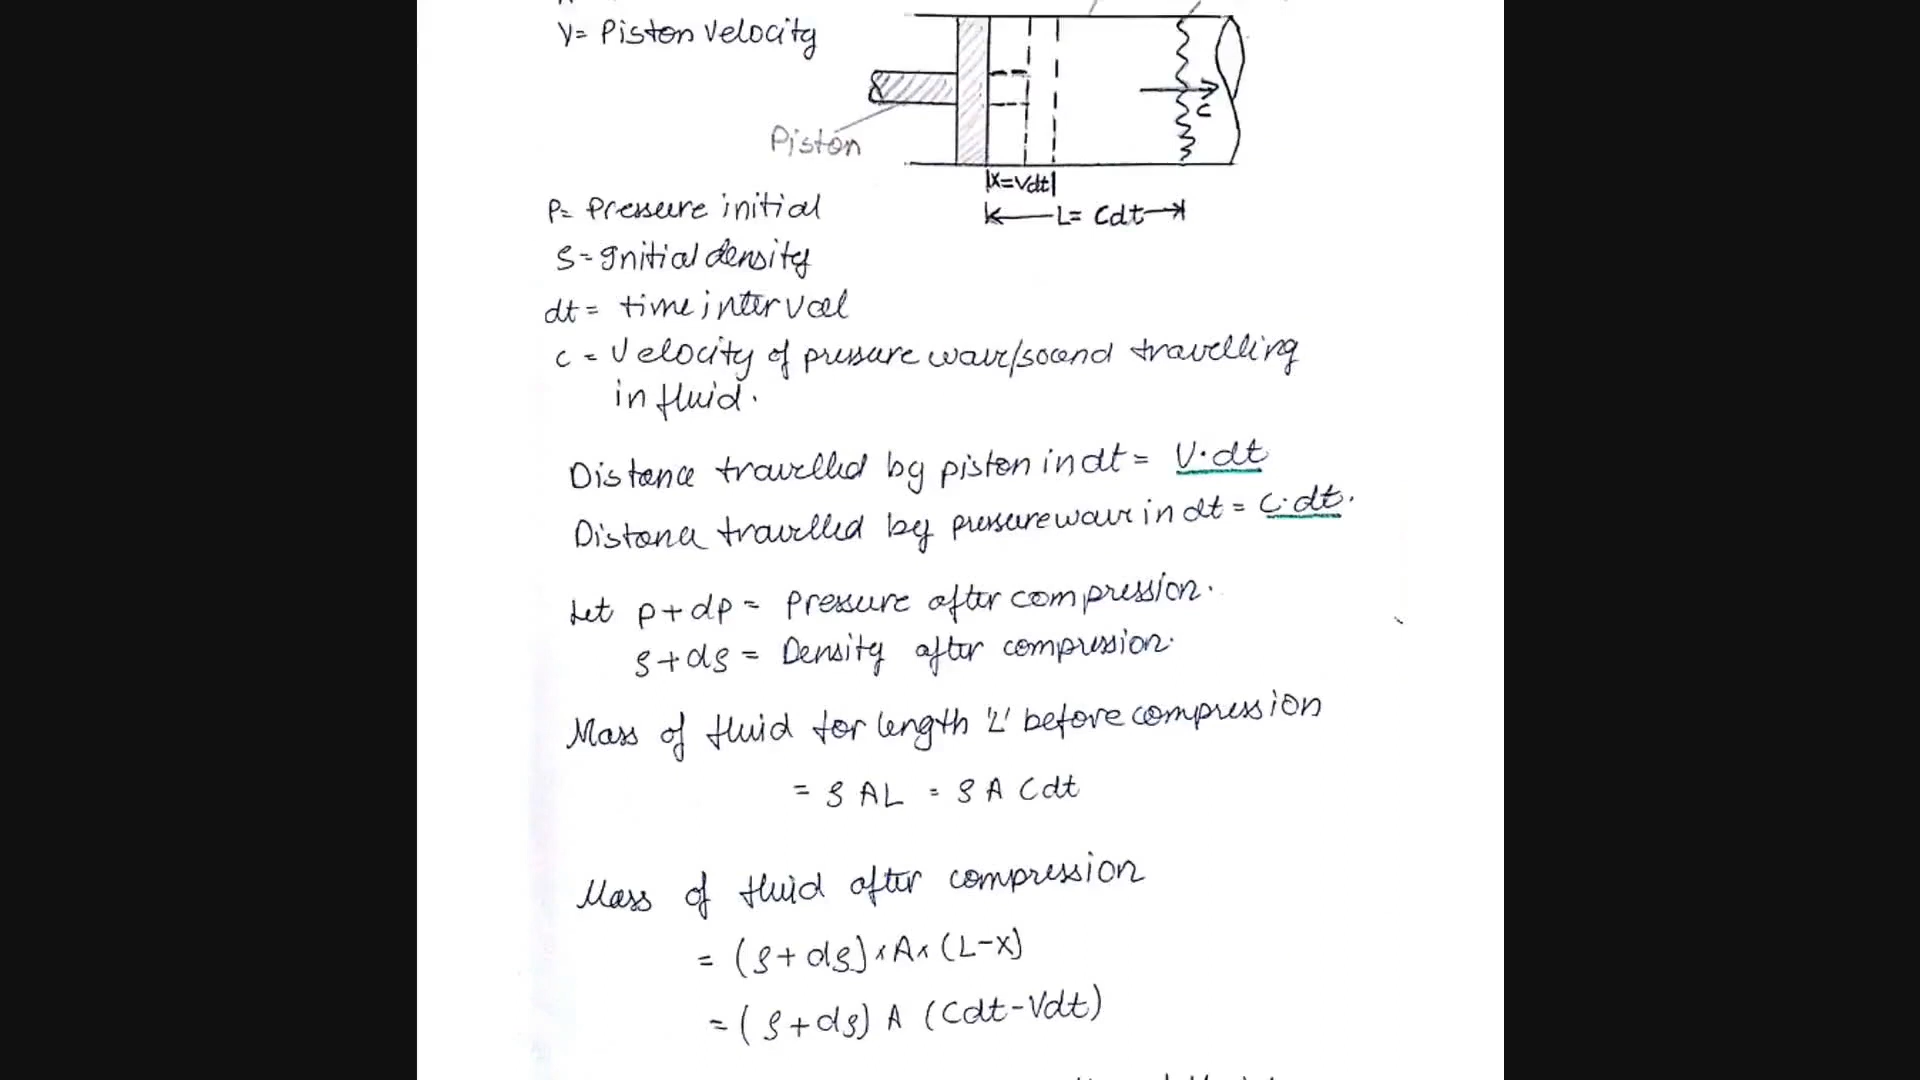 V= Piston Velocity
Piston
C
x=Vdt
L= Cdt
P= Pressure initial
ρ= Initial density
dt= time interval
C= Velocity of pressure wave/sound travelling
in fluid.
Distance travelled by piston in dt= V·dt
Distance travelled by pressure wave in dt= C·dt.
Let p+dp= Pressure after compression.
ρ+dρ= Density after compression.
Mass of fluid for length 'L' before compression
= ρ AL = ρ A Cdt
Mass of fluid after compression
= (ρ+dρ)×A×(L-x)
= (ρ+dρ) A (Cdt-Vdt)